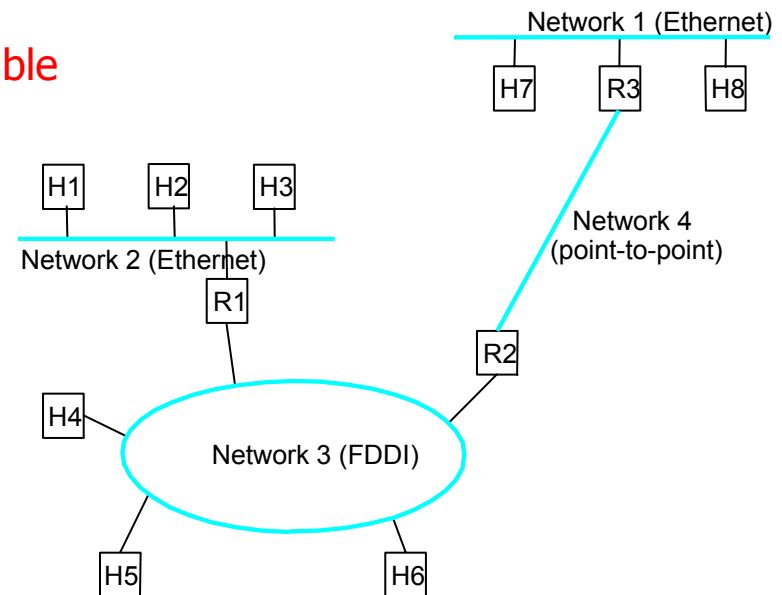 Network 1 (Ethernet)
ble
H7 R3 H8
H1 H2 H3
Network 4
(point-to-point)
Network 2 (Ethernet)
R1
R2
H4
Network 3 (FDDI)
H5 H6